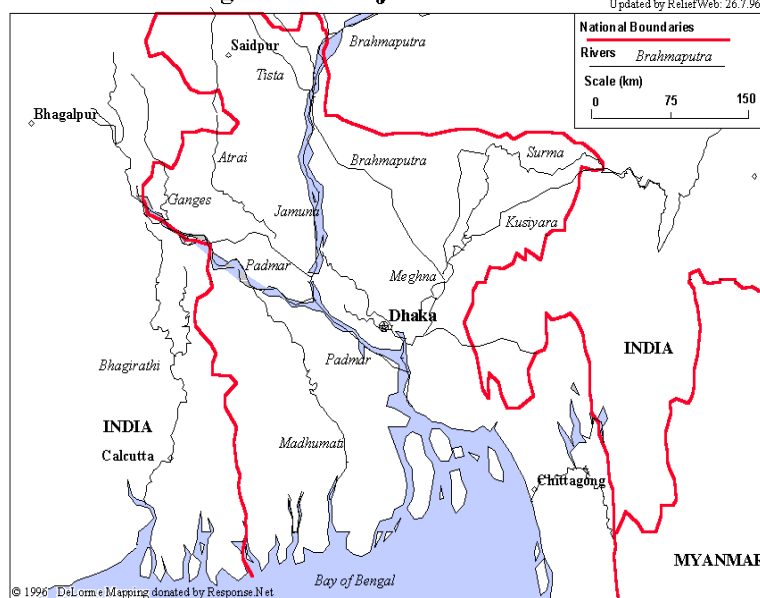 Updated by ReliefWeb: 26.7.96
National Boundaries
Rivers Brahmaputra
Scale (km)
0 75 150
Saidpur
Brahmaputra
Tista
Bhagalpur
Atrai
Brahmaputra
Surma
Ganges
Jamuna
Kusiyara
Padmar
Meghna
Dhaka
INDIA
Padmar
Bhagirathi
INDIA
Madhumati
Calcutta
Chittagong
MYANMAR
Bay of Bengal
© 1996 DeLorme Mapping donated by Response.Net